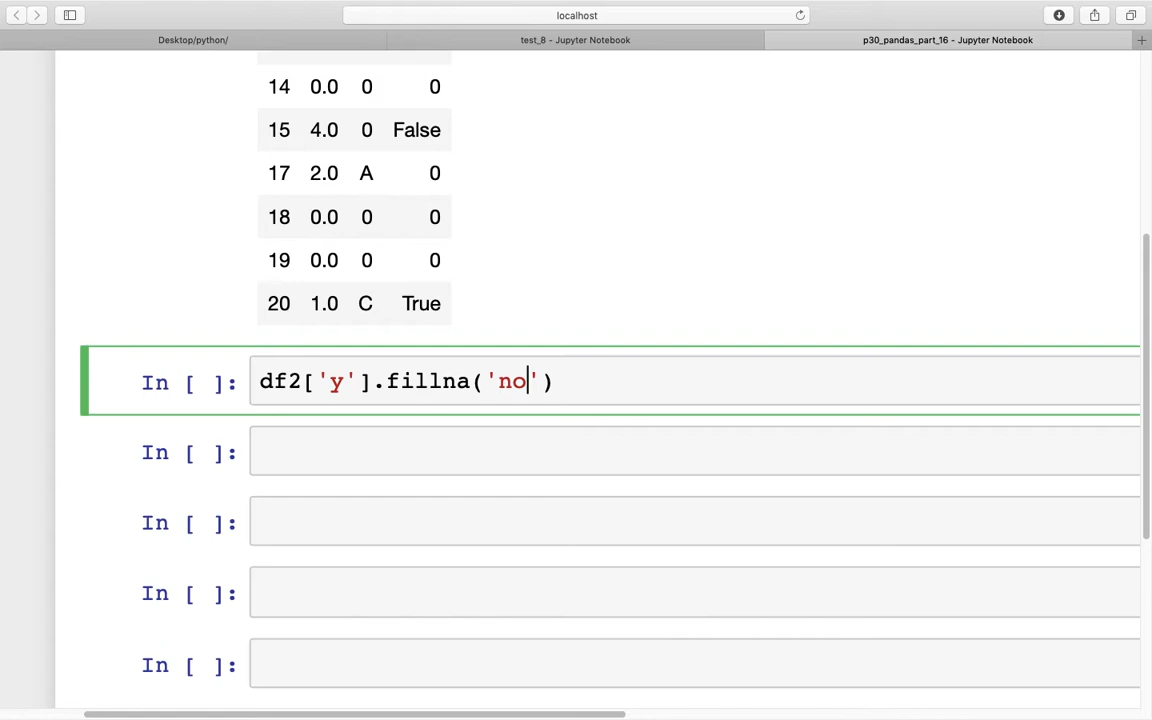 localhost
Desktop/python/ test_8 - Jupyter Notebook p30_pandas_part_16 - Jupyter Notebook
14 0.0 0 0
15 4.0 0 False
17 2.0 A 0
18 0.0 0 0
19 0.0 0 0
20 1.0 C True
In [ ]: df2['y'].fillna('no')
In [ ]:
In [ ]:
In [ ]:
In [ ]: